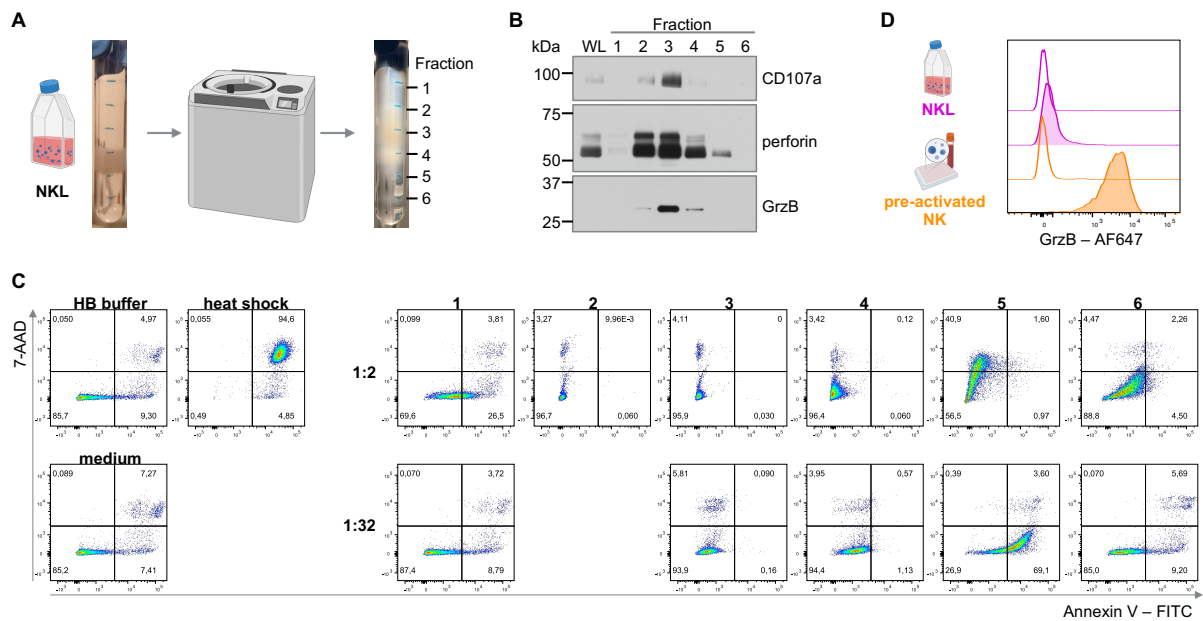 A
NKL
Fraction
1
2
3
4
5
6
B
Fraction
kDa WL 1 2 3 4 5 6
100
CD107a
75
50
perforin
37
25
GrzB
D
NKL
pre-activated
NK
0 10³ 10⁴ 10⁵
GrzB – AF647
C
7-AAD
HB buffer heat shock 1 2 3 4 5 6
1:2
0,050 4,97
85,7 9,30
0,055 94,6
0,49 4,85
0,099 3,81
69,6 26,5
3,27 9,96E-3
96,7 0,060
4,11 0
95,9 0,030
3,42 0,12
96,4 0,060
40,9 1,60
56,5 0,97
4,47 2,26
88,8 4,50
medium
1:32
0,089 7,27
85,2 7,41
0,070 3,72
87,4 8,79
5,81 0,090
93,9 0,16
3,95 0,57
94,4 1,13
0,39 3,60
26,9 69,1
0,070 5,69
85,0 9,20
Annexin V – FITC